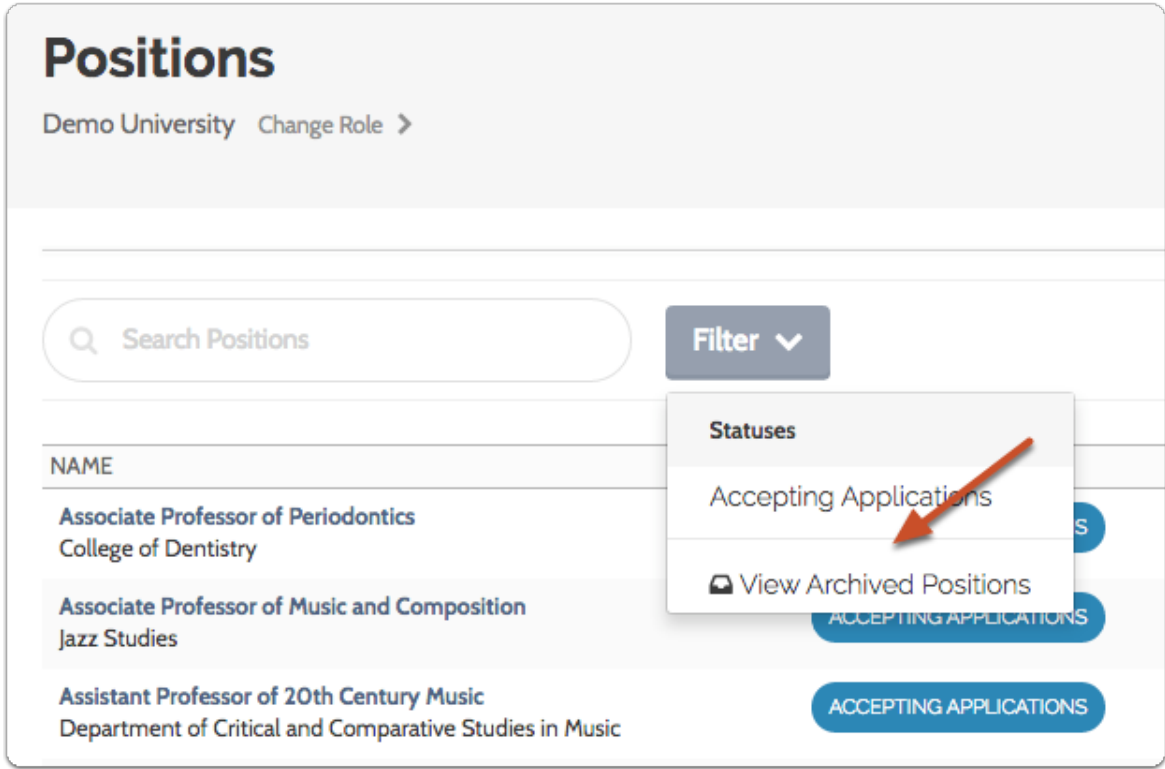 Positions
Demo University Change Role
Search Positions
Filter
Statuses
Accepting Applications
View Archived Positions
NAME
Associate Professor of Periodontics
College of Dentistry
S
Associate Professor of Music and Composition
Jazz Studies
ACCEPTING APPLICATIONS
Assistant Professor of 20th Century Music
Department of Critical and Comparative Studies in Music
ACCEPTING APPLICATIONS